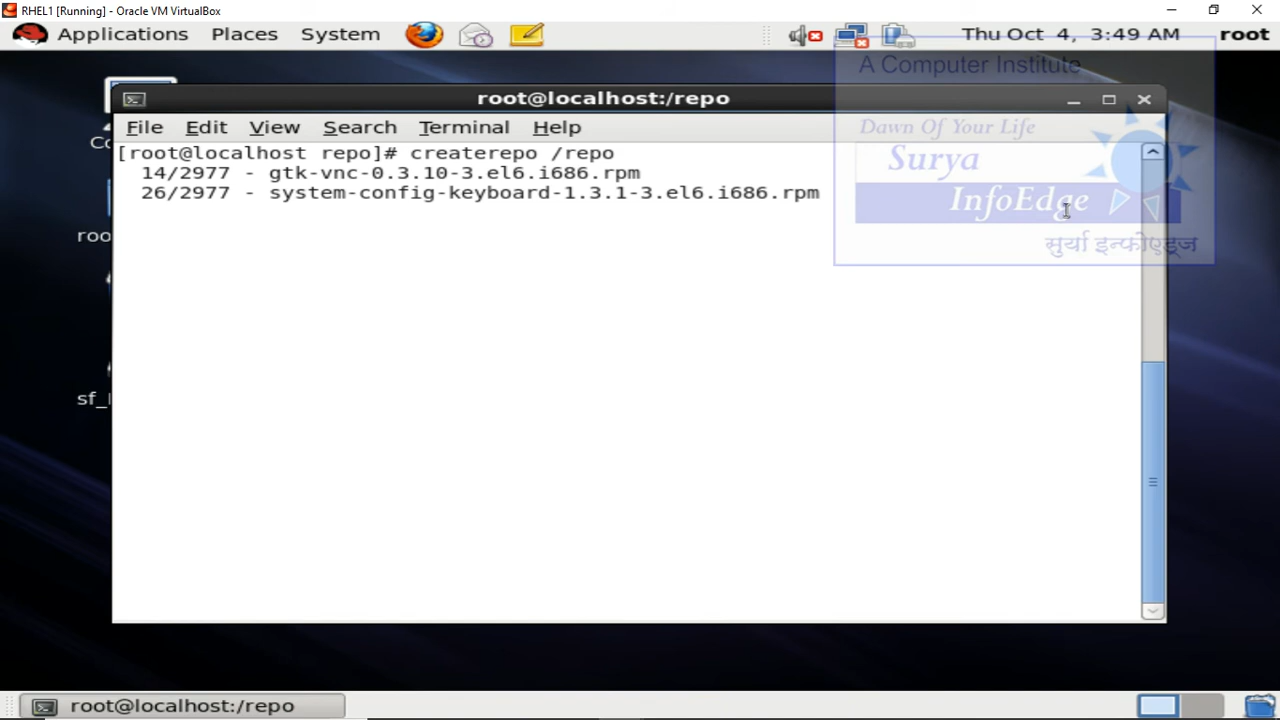 RHEL1 [Running] - Oracle VM VirtualBox
Applications Places System Thu Oct 4, 3:49 AM root
A Computer Institute
root@localhost:/repo
File Edit View Search Terminal Help
Dawn Of Your Life
[root@localhost repo]# createrepo /repo
Surya
14/2977 - gtk-vnc-0.3.10-3.el6.i686.rpm
26/2977 - system-config-keyboard-1.3.1-3.el6.i686.rpm
InfoEdge
सुर्या इन्फोएड्ज
roo
sf_
root@localhost:/repo